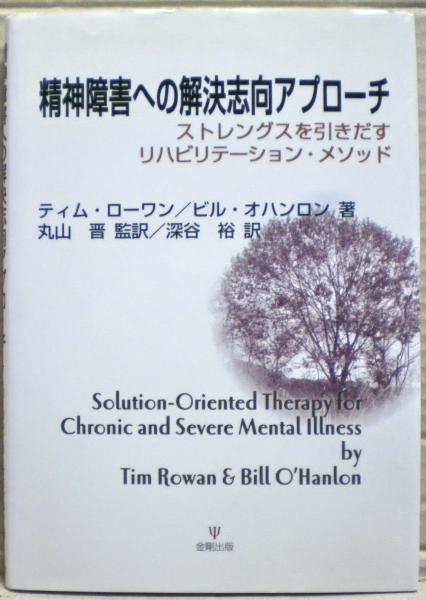 精神障害への解決志向アプローチ
ストレングスを引きだす
リハビリテーション・メソッド
ティム・ローワン／ビル・オハンロン 著
丸山 晋 監訳／深谷 裕 訳
Solution-Oriented Therapy for
Chronic and Severe Mental Illness
by
Tim Rowan & Bill O'Hanlon
金剛出版